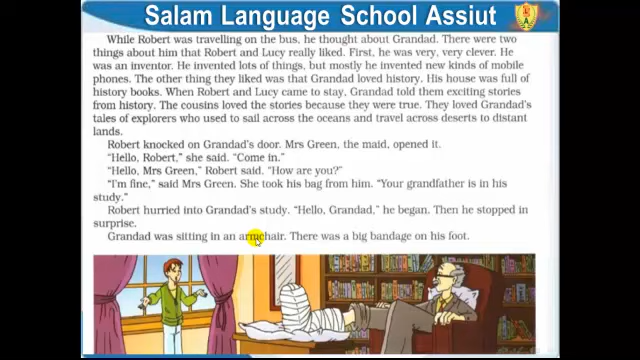 Salam Language School Assiut
While Robert was travelling on the bus, he thought about Grandad. There were two
things about him that Robert and Lucy really liked. First, he was very, very clever. He
was an inventor. He invented lots of things, but mostly he invented new kinds of mobile
phones. The other thing they liked was that Grandad loved history. His house was full of
history books. When Robert and Lucy came to stay, Grandad told them exciting stories
from history. The cousins loved the stories because they were true. They loved Grandad's
tales of explorers who used to sail across the oceans and travel across deserts to distant
lands.
Robert knocked on Grandad's door. Mrs Green, the maid, opened it.
"Hello, Robert," she said. "Come in."
"Hello, Mrs Green," Robert said. "How are you?"
"I'm fine," said Mrs Green. She took his bag from him. "Your grandfather is in his
study."
Robert hurried into Grandad's study. "Hello, Grandad," he began. Then he stopped in
surprise.
Grandad was sitting in an armchair. There was a big bandage on his foot.